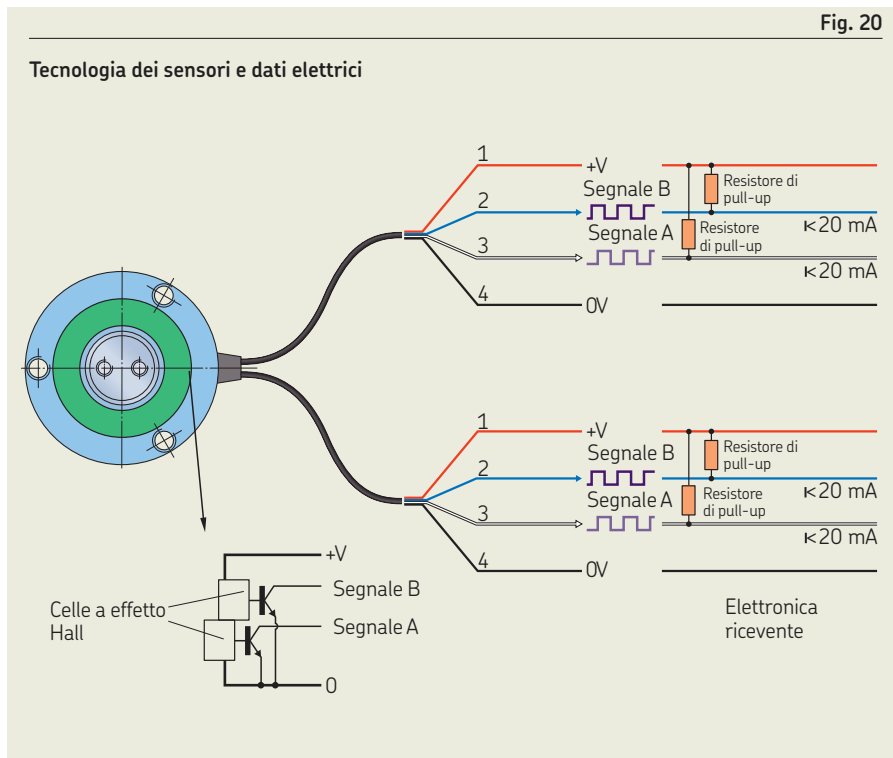 Fig. 20
Tecnologia dei sensori e dati elettrici
1
+V
Segnale B
Resistore di
pull-up
2
I<20 mA
Segnale A
Resistore
di pull-up
3
I<20 mA
4
0V
1
+V
Segnale B
Resistore di
pull-up
2
I<20 mA
Segnale A
Resistore
di pull-up
3
I<20 mA
4
0V
+V
Segnale B
Celle a effetto
Hall
Segnale A
0
Elettronica
ricevente